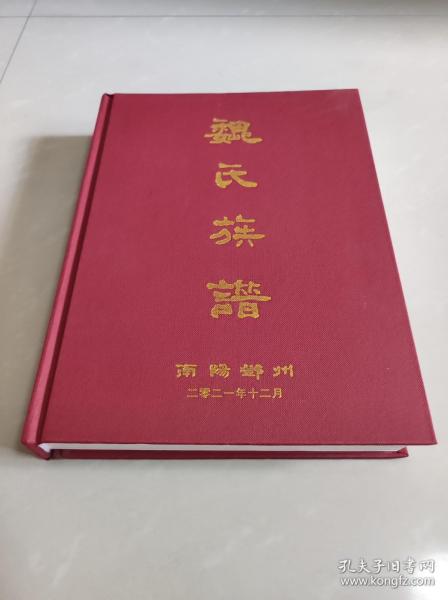 魏氏族譜
南陽鄧州
二零二一年十二月
孔夫子旧书网
www.kongfz.com